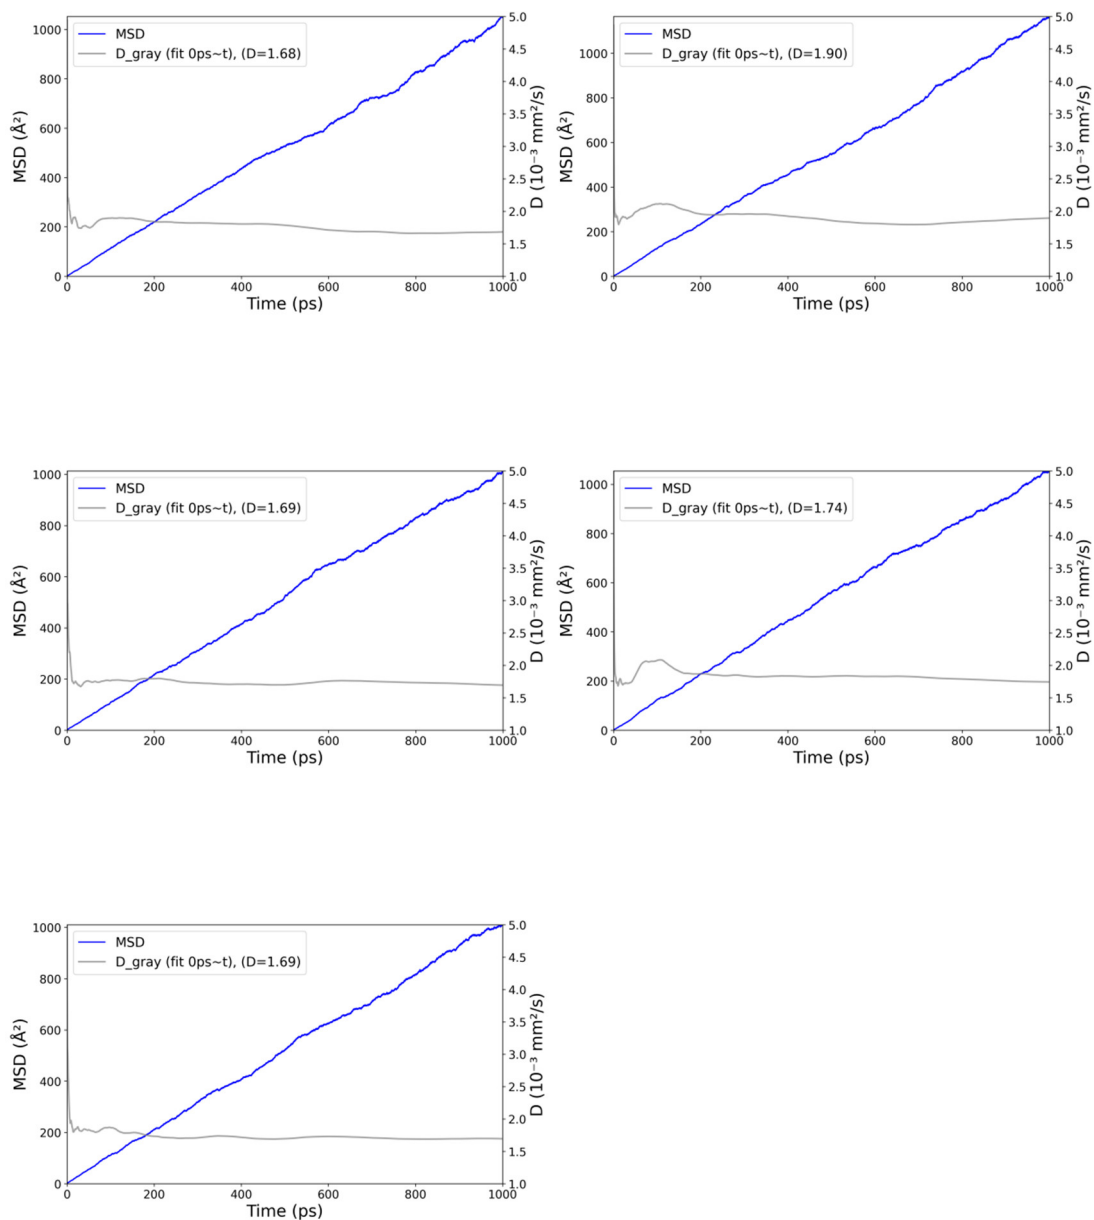 MSD
D_gray (fit 0ps~t), (D=1.68)
MSD (Å²)
1000
800
600
400
200
0
5.0
4.5
4.0
3.5
3.0
2.5
2.0
1.5
1.0
D (10⁻³ mm²/s)
0 200 400 600 800 1000
Time (ps)
MSD
D_gray (fit 0ps~t), (D=1.90)
MSD (Å²)
1000
800
600
400
200
0
5.0
4.5
4.0
3.5
3.0
2.5
2.0
1.5
1.0
D (10⁻³ mm²/s)
0 200 400 600 800 1000
Time (ps)
MSD
D_gray (fit 0ps~t), (D=1.69)
MSD (Å²)
1000
800
600
400
200
0
5.0
4.5
4.0
3.5
3.0
2.5
2.0
1.5
1.0
D (10⁻³ mm²/s)
0 200 400 600 800 1000
Time (ps)
MSD
D_gray (fit 0ps~t), (D=1.74)
MSD (Å²)
1000
800
600
400
200
0
5.0
4.5
4.0
3.5
3.0
2.5
2.0
1.5
1.0
D (10⁻³ mm²/s)
0 200 400 600 800 1000
Time (ps)
MSD
D_gray (fit 0ps~t), (D=1.69)
MSD (Å²)
1000
800
600
400
200
0
5.0
4.5
4.0
3.5
3.0
2.5
2.0
1.5
1.0
D (10⁻³ mm²/s)
0 200 400 600 800 1000
Time (ps)